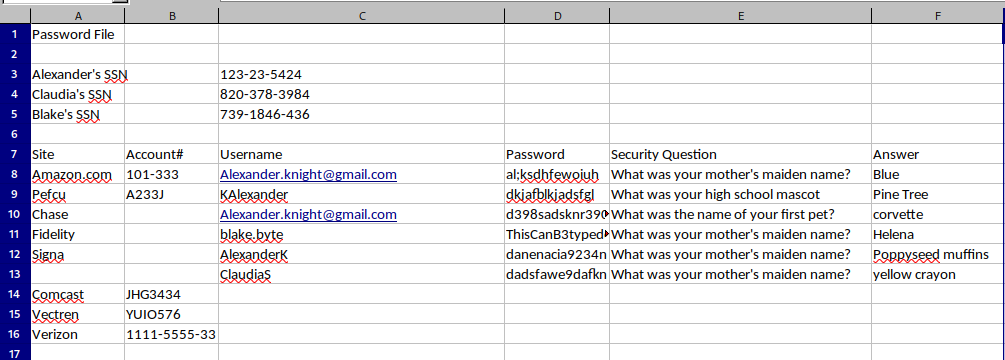 A B C D E F
1 Password File
2
3 Alexander's SSN 123-23-5424
4 Claudia's SSN 820-378-3984
5 Blake's SSN 739-1846-436
6
7 Site Account# Username Password Security Question Answer
8 Amazon.com 101-333 Alexander.knight@gmail.com al;ksdhfewoiuh What was your mother's maiden name? Blue
9 Pefcu A233J KAlexander dkjafblkjadsfgl What was your high school mascot Pine Tree
10 Chase Alexander.knight@gmail.com d398sadsknr390 What was the name of your first pet? corvette
11 Fidelity blake.byte ThisCanB3typed What was your mother's maiden name? Helena
12 Signa AlexanderK danenacia9234n What was your mother's maiden name? Poppyseed muffins
13 ClaudiaS dadsfawe9dafkn What was your mother's maiden name? yellow crayon
14 Comcast JHG3434
15 Vectren YUIO576
16 Verizon 1111-5555-33
17